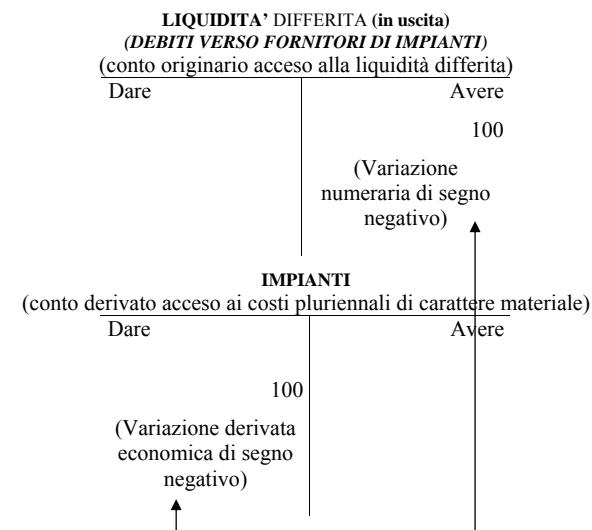 LIQUIDITA' DIFFERITA (in uscita)
(DEBITI VERSO FORNITORI DI IMPIANTI)
(conto originario acceso alla liquidità differita)
Dare Avere
100
(Variazione
numeraria di segno
negativo)
IMPIANTI
(conto derivato acceso ai costi pluriennali di carattere materiale)
Dare Avere
100
(Variazione derivata
economica di segno
negativo)